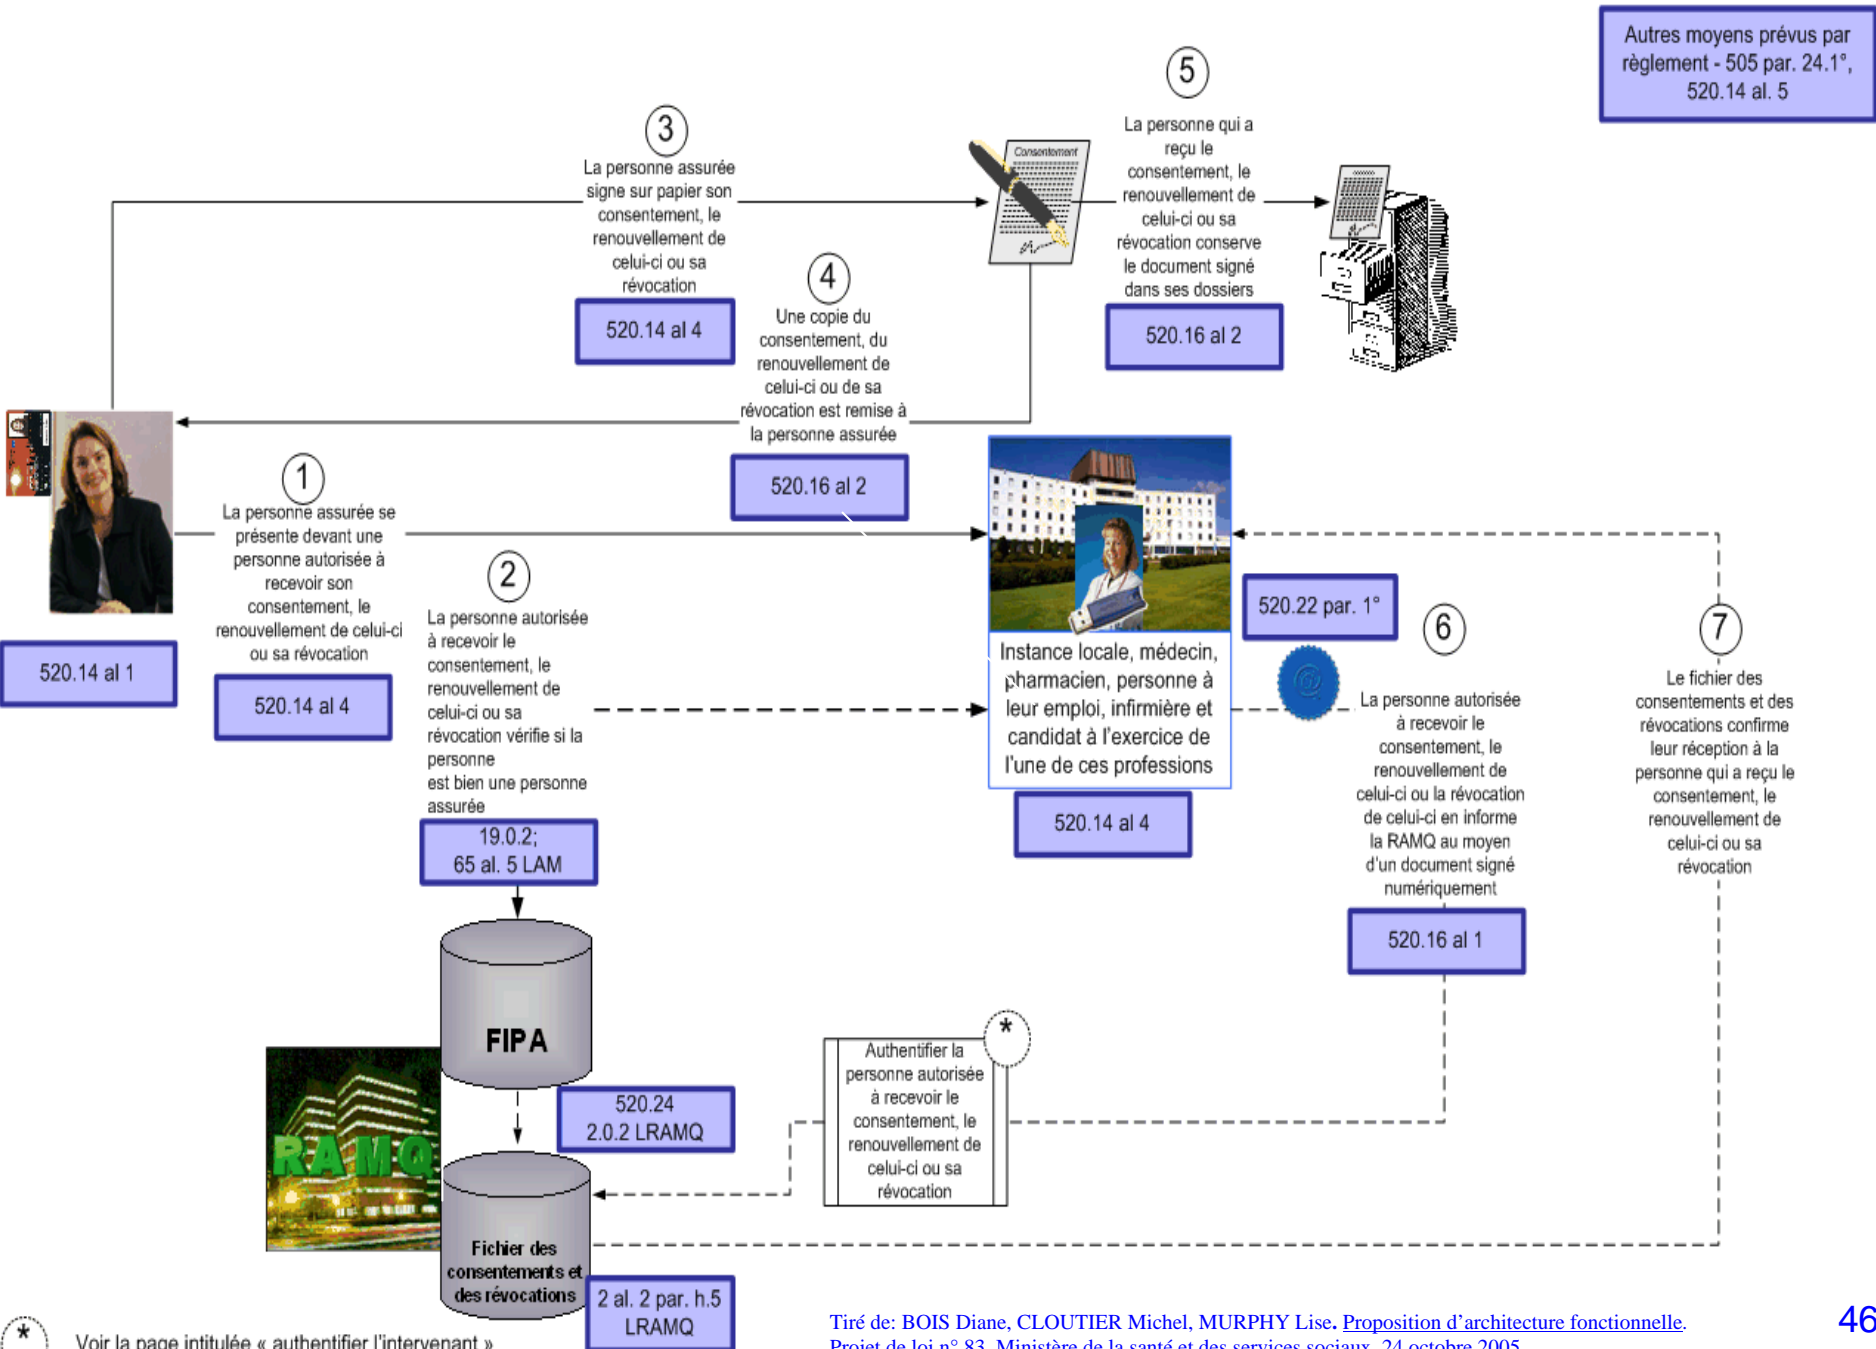 Autres moyens prévus par
règlement - 505 par. 24.1°,
520.14 al. 5
3
La personne assurée
signe sur papier son
consentement, le
renouvellement de
celui-ci ou sa
révocation
520.14 al 4
Consentement
5
La personne qui a
reçu le
consentement, le
renouvellement de
celui-ci ou sa
révocation conserve
le document signé
dans ses dossiers
520.16 al 2
4
Une copie du
consentement, du
renouvellement de
celui-ci ou de sa
révocation est remise à
la personne assurée
520.16 al 2
520.14 al 1
1
La personne assurée se
présente devant une
personne autorisée à
recevoir son
consentement, le
renouvellement de celui-ci
ou sa révocation
520.14 al 4
2
La personne autorisée
à recevoir le
consentement, le
renouvellement de
celui-ci ou sa
révocation vérifie si la
personne
est bien une personne
assurée
19.0.2;
65 al. 5 LAM
Instance locale, médecin,
pharmacien, personne à
leur emploi, infirmière et
candidat à l'exercice de
l'une de ces professions
520.14 al 4
520.22 par. 1°
@
6
La personne autorisée
à recevoir le
consentement, le
renouvellement de
celui-ci ou la révocation
de celui-ci en informe
la RAMQ au moyen
d'un document signé
numériquement
520.16 al 1
7
Le fichier des
consentements et des
révocations confirme
leur réception à la
personne qui a reçu le
consentement, le
renouvellement de
celui-ci ou sa
révocation
FIPA
520.24
2.0.2 LRAMQ
RAMQ
*
Authentifier la
personne autorisée
à recevoir le
consentement, le
renouvellement de
celui-ci ou sa
révocation
Fichier des
consentements et
des révocations
2 al. 2 par. h.5
LRAMQ
*
Voir la page intitulée « authentifier l'intervenant »
Tiré de: BOIS Diane, CLOUTIER Michel, MURPHY Lise. Proposition d'architecture fonctionnelle.
Projet de loi n° 83, Ministère de la santé et des services sociaux, 24 octobre 2005
46